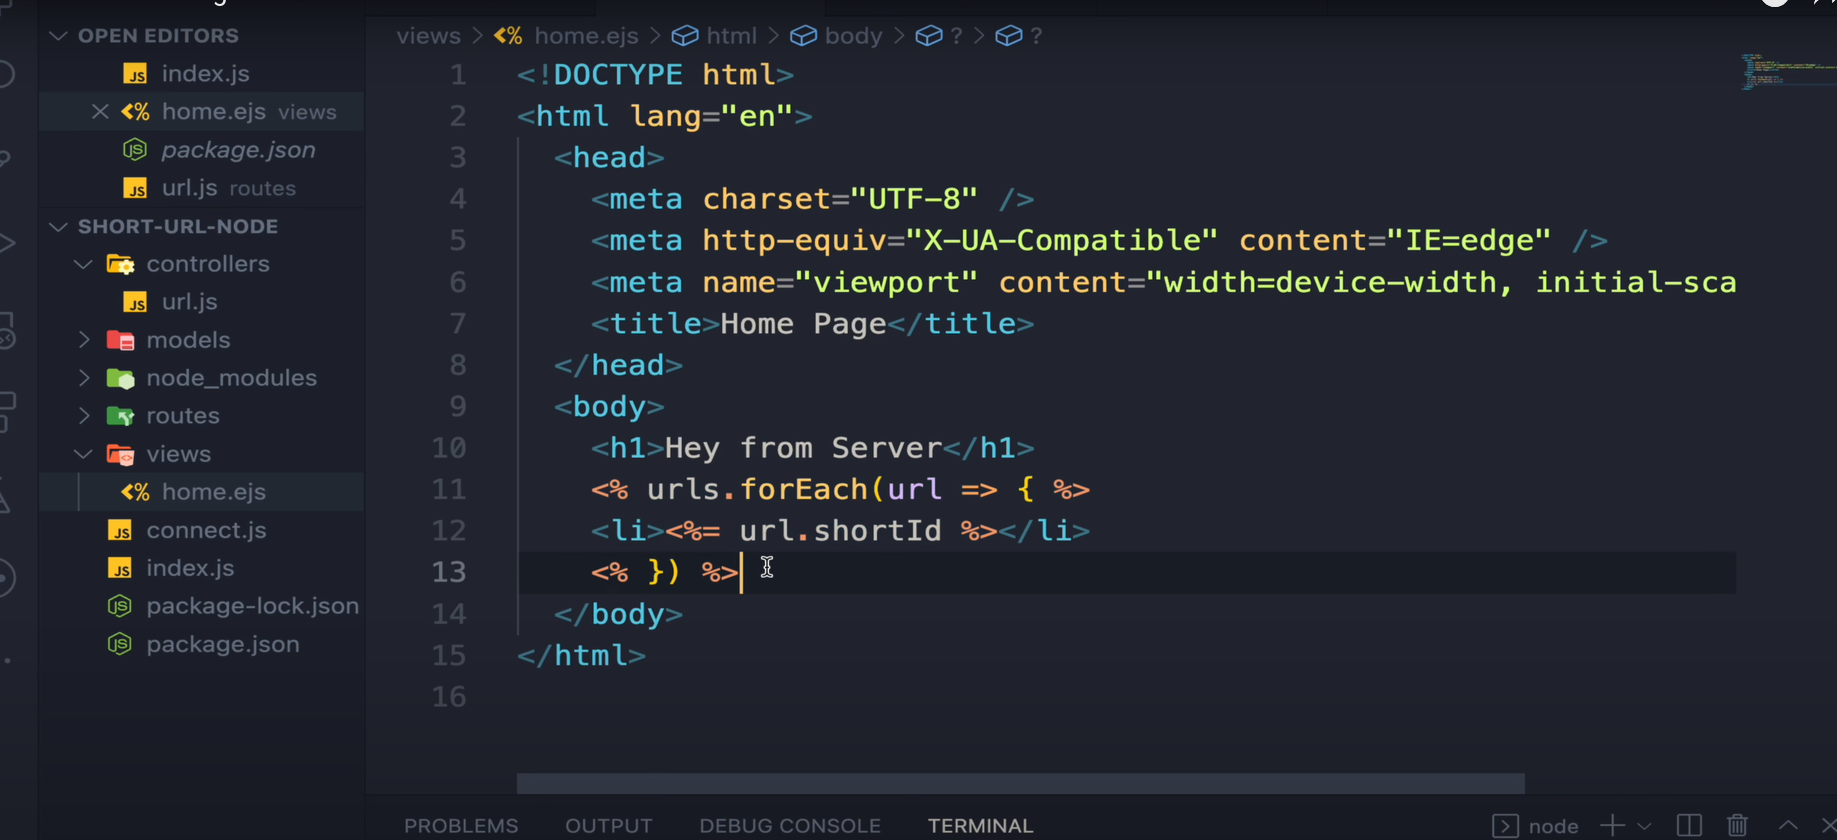 OPEN EDITORS
index.js
home.ejs views
package.json
url.js routes
SHORT-URL-NODE
controllers
url.js
models
node_modules
routes
views
home.ejs
connect.js
index.js
package-lock.json
package.json
views > home.ejs > html > body > ? > ?
1 <!DOCTYPE html>
2 <html lang="en">
3 <head>
4 <meta charset="UTF-8" />
5 <meta http-equiv="X-UA-Compatible" content="IE=edge" />
6 <meta name="viewport" content="width=device-width, initial-sca
7 <title>Home Page</title>
8 </head>
9 <body>
10 <h1>Hey from Server</h1>
11 <% urls.forEach(url => { %>
12 <li><%= url.shortId %></li>
13 <% }) %>
14 </body>
15 </html>
16
PROBLEMS OUTPUT DEBUG CONSOLE TERMINAL node